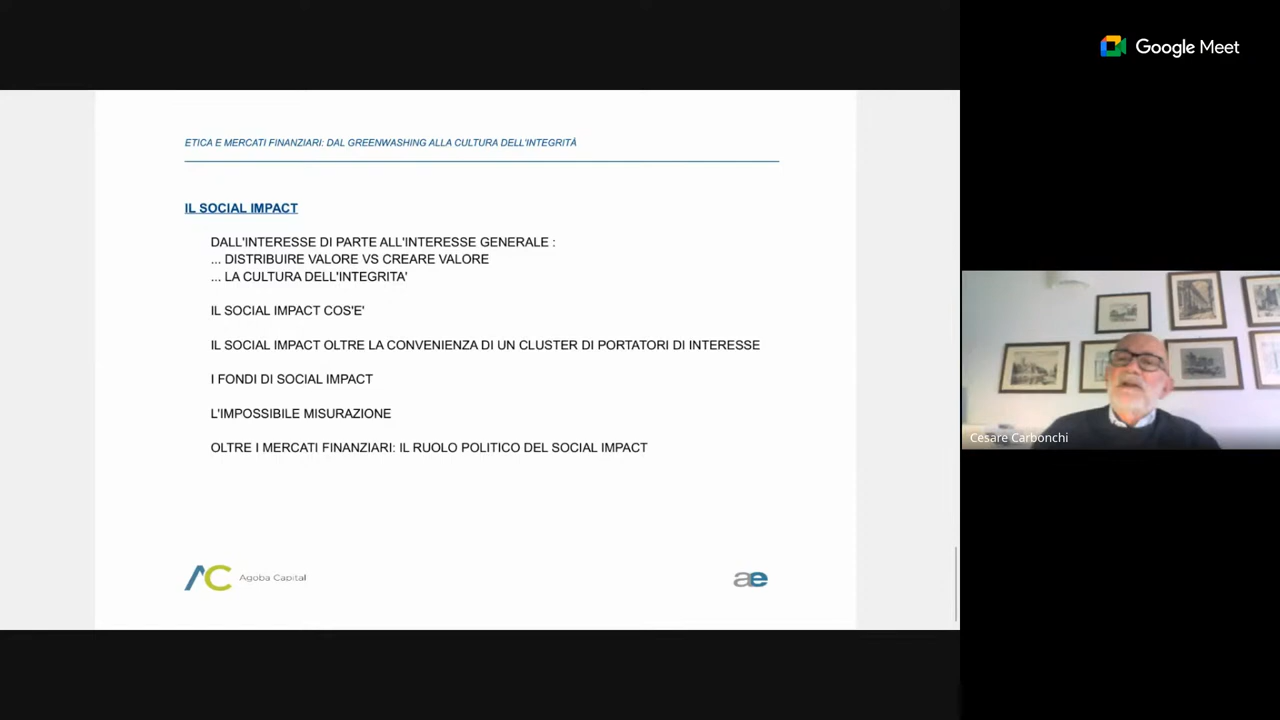 Google Meet
ETICA E MERCATI FINANZIARI: DAL GREENWASHING ALLA CULTURA DELL'INTEGRITÁ
IL SOCIAL IMPACT
DALL'INTERESSE DI PARTE ALL'INTERESSE GENERALE :
... DISTRIBUIRE VALORE VS CREARE VALORE
... LA CULTURA DELL'INTEGRITA'
IL SOCIAL IMPACT COS'E'
IL SOCIAL IMPACT OLTRE LA CONVENIENZA DI UN CLUSTER DI PORTATORI DI INTERESSE
I FONDI DI SOCIAL IMPACT
L'IMPOSSIBILE MISURAZIONE
OLTRE I MERCATI FINANZIARI: IL RUOLO POLITICO DEL SOCIAL IMPACT
AC Agoba Capital
ae
Cesare Carbonchi